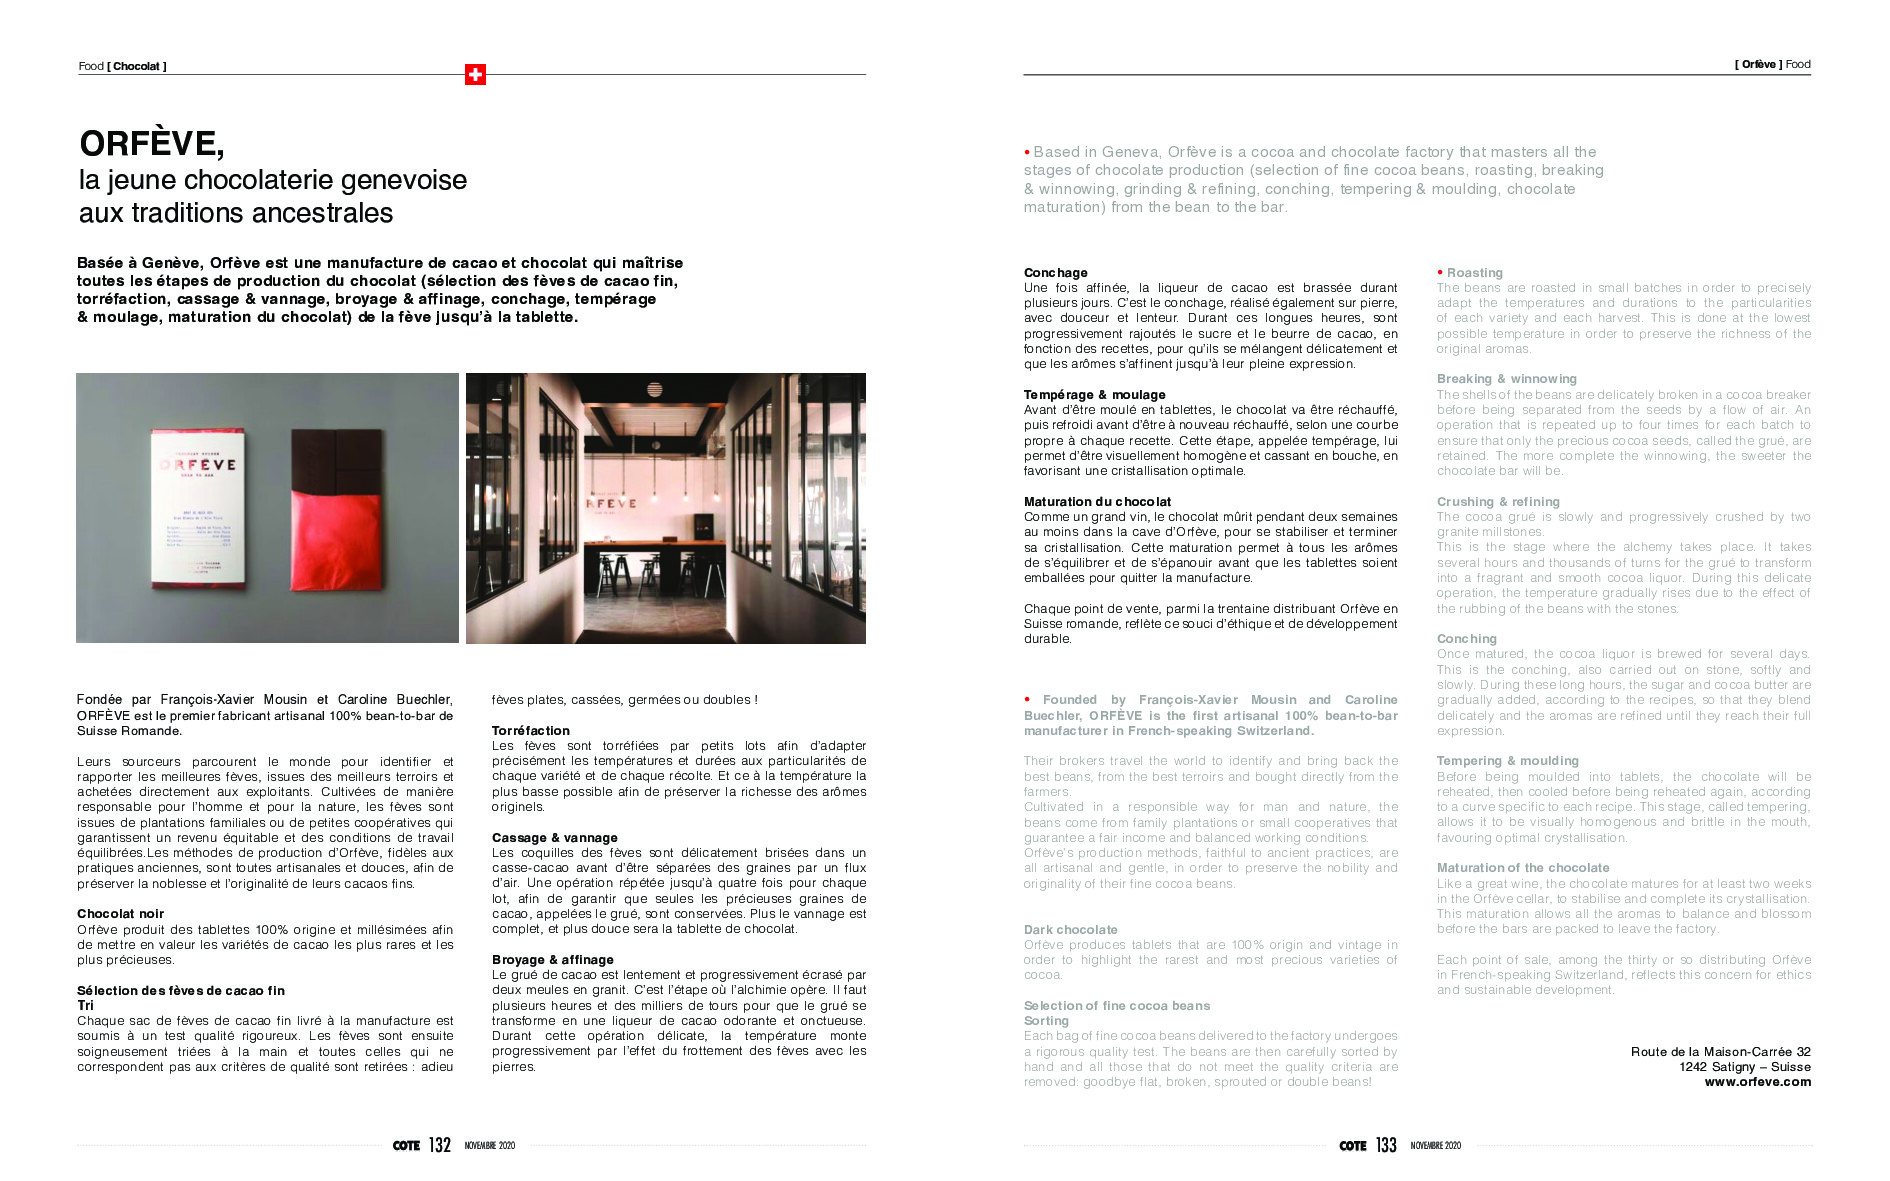 Food [ Chocolat ]
ORFÈVE,
la jeune chocolaterie genevoise
aux traditions ancestrales
Basée à Genève, Orfève est une manufacture de cacao et chocolat qui maîtrise
toutes les étapes de production du chocolat (sélection des fèves de cacao fin,
torréfaction, cassage & vannage, broyage & affinage, conchage, tempérage
& moulage, maturation du chocolat) de la fève jusqu'à la tablette.
ORFÈVE
RFÈVE
Fondée par François-Xavier Mousin et Caroline Buechler,
ORFÈVE est le premier fabricant artisanal 100% bean-to-bar de
Suisse Romande.
Leurs sourceurs parcourent le monde pour identifier et
rapporter les meilleures fèves, issues des meilleurs terroirs et
achetées directement aux exploitants. Cultivées de manière
responsable pour l'homme et pour la nature, les fèves sont
issues de plantations familiales ou de petites coopératives qui
garantissent un revenu équitable et des conditions de travail
équilibrées.Les méthodes de production d'Orfève, fidèles aux
pratiques anciennes, sont toutes artisanales et douces, afin de
préserver la noblesse et l'originalité de leurs cacaos fins.
Chocolat noir
Orfève produit des tablettes 100% origine et millésimées afin
de mettre en valeur les variétés de cacao les plus rares et les
plus précieuses.
Sélection des fèves de cacao fin
Tri
Chaque sac de fèves de cacao fin livré à la manufacture est
soumis à un test qualité rigoureux. Les fèves sont ensuite
soigneusement triées à la main et toutes celles qui ne
correspondent pas aux critères de qualité sont retirées : adieu
fèves plates, cassées, germées ou doubles !
Torréfaction
Les fèves sont torréfiées par petits lots afin d'adapter
précisément les températures et durées aux particularités de
chaque variété et de chaque récolte. Et ce à la température la
plus basse possible afin de préserver la richesse des arômes
originels.
Cassage & vannage
Les coquilles des fèves sont délicatement brisées dans un
casse-cacao avant d'être séparées des graines par un flux
d'air. Une opération répétée jusqu'à quatre fois pour chaque
lot, afin de garantir que seules les précieuses graines de
cacao, appelées le grué, sont conservées. Plus le vannage est
complet, et plus douce sera la tablette de chocolat.
Broyage & affinage
Le grué de cacao est lentement et progressivement écrasé par
deux meules en granit. C'est l'étape où l'alchimie opère. Il faut
plusieurs heures et des milliers de tours pour que le grué se
transforme en une liqueur de cacao odorante et onctueuse.
Durant cette opération délicate, la température monte
progressivement par l'effet du frottement des fèves avec les
pierres.
COTE 132 NOVEMBRE 2020
[ Orfève ] Food
• Based in Geneva, Orfève is a cocoa and chocolate factory that masters all the
stages of chocolate production (selection of fine cocoa beans, roasting, breaking
& winnowing, grinding & refining, conching, tempering & moulding, chocolate
maturation) from the bean to the bar.
Conchage
Une fois affinée, la liqueur de cacao est brassée durant
plusieurs jours. C'est le conchage, réalisé également sur pierre,
avec douceur et lenteur. Durant ces longues heures, sont
progressivement rajoutés le sucre et le beurre de cacao, en
fonction des recettes, pour qu'ils se mélangent délicatement et
que les arômes s'affinent jusqu'à leur pleine expression.
Tempérage & moulage
Avant d'être moulé en tablettes, le chocolat va être réchauffé,
puis refroidi avant d'être à nouveau réchauffé, selon une courbe
propre à chaque recette. Cette étape, appelée tempérage, lui
permet d'être visuellement homogène et cassant en bouche, en
favorisant une cristallisation optimale.
Maturation du chocolat
Comme un grand vin, le chocolat mûrit pendant deux semaines
au moins dans la cave d'Orfève, pour se stabiliser et terminer
sa cristallisation. Cette maturation permet à tous les arômes
de s'équilibrer et de s'épanouir avant que les tablettes soient
emballées pour quitter la manufacture.
Chaque point de vente, parmi la trentaine distribuant Orfève en
Suisse romande, reflète ce souci d'éthique et de développement
durable.
• Founded by François-Xavier Mousin and Caroline
Buechler, ORFÈVE is the first artisanal 100% bean-to-bar
manufacturer in French-speaking Switzerland.
Their brokers travel the world to identify and bring back the
best beans, from the best terroirs and bought directly from the
farmers.
Cultivated in a responsible way for man and nature, the
beans come from family plantations or small cooperatives that
guarantee a fair income and balanced working conditions.
Orfève's production methods, faithful to ancient practices, are
all artisanal and gentle, in order to preserve the nobility and
originality of their fine cocoa beans.
Dark chocolate
Orfève produces tablets that are 100% origin and vintage in
order to highlight the rarest and most precious varieties of
cocoa.
Selection of fine cocoa beans
Sorting
Each bag of fine cocoa beans delivered to the factory undergoes
a rigorous quality test. The beans are then carefully sorted by
hand and all those that do not meet the quality criteria are
removed: goodbye flat, broken, sprouted or double beans!
• Roasting
The beans are roasted in small batches in order to precisely
adapt the temperatures and durations to the particularities
of each variety and each harvest. This is done at the lowest
possible temperature in order to preserve the richness of the
original aromas.
Breaking & winnowing
The shells of the beans are delicately broken in a cocoa breaker
before being separated from the seeds by a flow of air. An
operation that is repeated up to four times for each batch to
ensure that only the precious cocoa seeds, called the grué, are
retained. The more complete the winnowing, the sweeter the
chocolate bar will be.
Crushing & refining
The cocoa grué is slowly and progressively crushed by two
granite millstones.
This is the stage where the alchemy takes place. It takes
several hours and thousands of turns for the grué to transform
into a fragrant and smooth cocoa liquor. During this delicate
operation, the temperature gradually rises due to the effect of
the rubbing of the beans with the stones.
Conching
Once matured, the cocoa liquor is brewed for several days.
This is the conching, also carried out on stone, softly and
slowly. During these long hours, the sugar and cocoa butter are
gradually added, according to the recipes, so that they blend
delicately and the aromas are refined until they reach their full
expression.
Tempering & moulding
Before being moulded into tablets, the chocolate will be
reheated, then cooled before being reheated again, according
to a curve specific to each recipe. This stage, called tempering,
allows it to be visually homogenous and brittle in the mouth,
favouring optimal crystallisation.
Maturation of the chocolate
Like a great wine, the chocolate matures for at least two weeks
in the Orfève cellar, to stabilise and complete its crystallisation.
This maturation allows all the aromas to balance and blossom
before the bars are packed to leave the factory.
Each point of sale, among the thirty or so distributing Orfève
in French-speaking Switzerland, reflects this concern for ethics
and sustainable development.
Route de la Maison-Carrée 32
1242 Satigny – Suisse
www.orfeve.com
COTE 133 NOVEMBRE 2020